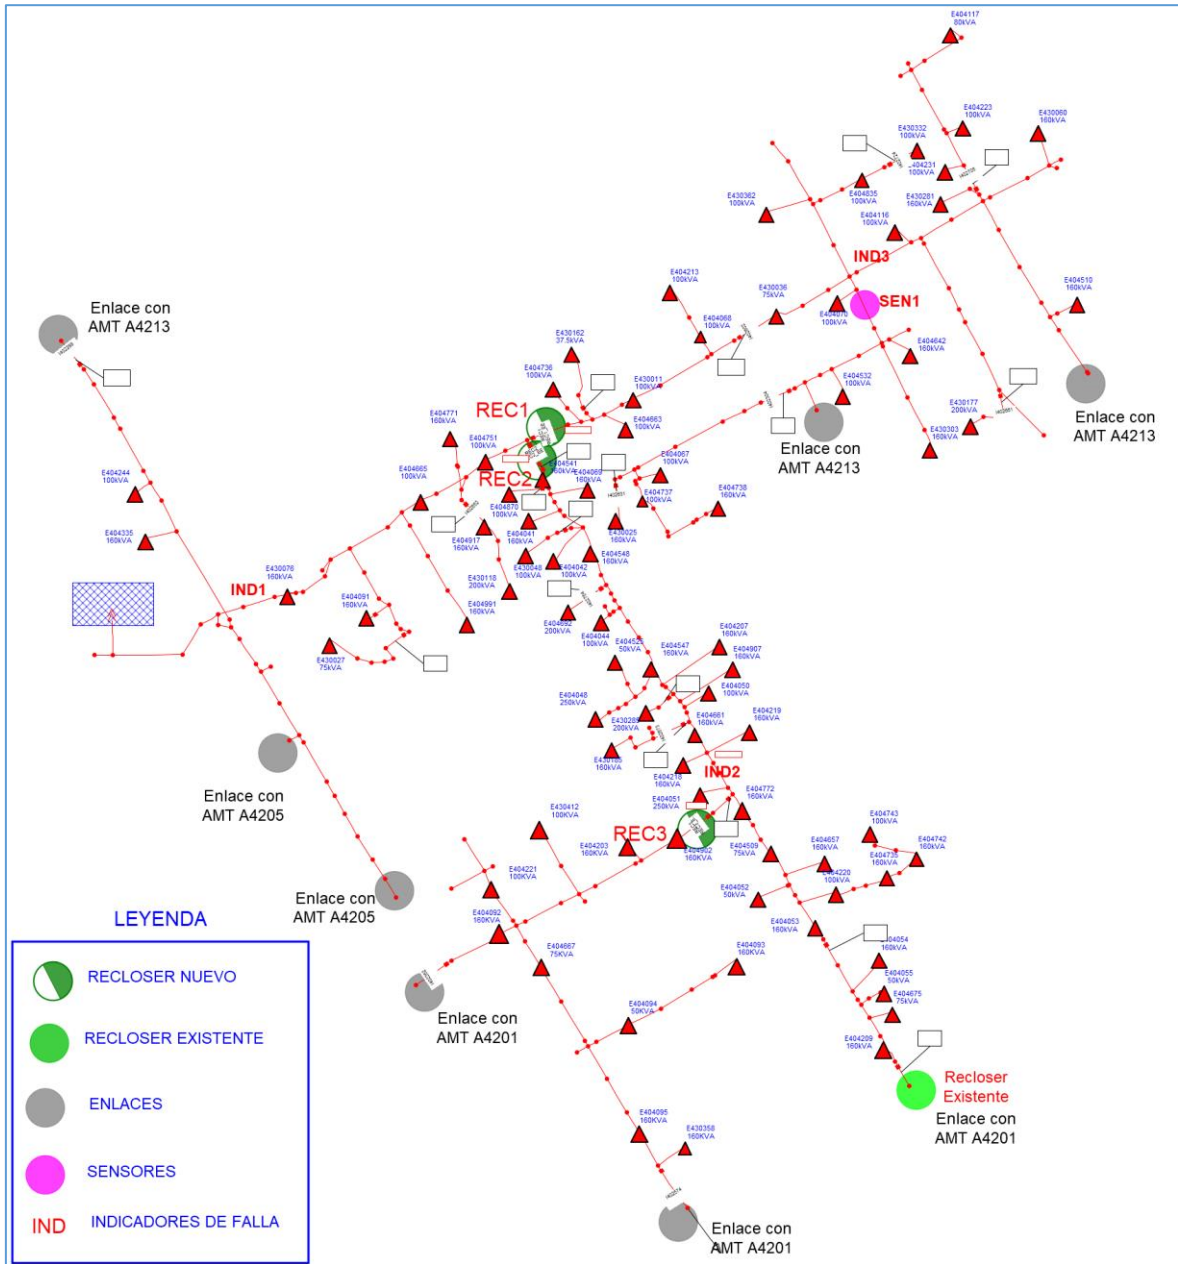 E404117
80kVA
E404223
100kVA
E430060
160kVA
E430332
100kVA
100kVA
E404835
100kVA
E430281
160kVA
E430362
100kVA
E404116
100kVA
IND3
SEN1
E404070
100kVA
E404510
160kVA
E404213
100kVA
E430036
75kVA
E404068
100kVA
Enlace con
AMT A4213
E430162
37.5kVA
E404736
100kVA
E430011
100kVA
E404642
160kVA
E404532
100kVA
Enlace con
AMT A4213
E430177
200kVA
E430303
160kVA
Enlace con
AMT A4213
REC1
E404663
100kVA
E404771
160kVA
E404751
100kVA
REC2
E404541
160kVA
E404069
160kVA
E404067
100kVA
E404665
100kVA
E404737
100kVA
E404738
160kVA
E404244
100kVA
E404870
100kVA
E404041
160kVA
E404917
160kVA
E430025
160kVA
E404335
160kVA
E430048
100kVA
E404042
100kVA
E404548
160kVA
E430118
200kVA
E430076
160kVA
IND1
E404091
160kVA
E404991
160kVA
E404692
200kVA
E404044
100kVA
E430027
75kVA
E404523
50kVA
E404547
160kVA
E404207
160kVA
E404907
160kVA
E404050
100kVA
E404048
250kVA
E430285
200kVA
E404661
160kVA
E404219
160kVA
160kVA
E404218
160kVA
IND2
Enlace con
AMT A4205
E404051
250kVA
E404772
160kVA
E430412
100KVA
REC3
E404902
160KVA
E404203
160KVA
E404509
75kVA
E404657
160kVA
E404743
100kVA
E404742
160kVA
E404735
160kVA
E404220
100kVA
E404221
100KVA
E404052
50kVA
Enlace con
AMT A4205
E404092
160KVA
E404053
160kVA
E404667
75KVA
E404093
160KVA
160kVA
E404055
50kVA
E404675
75kVA
Enlace con
AMT A4201
E404094
50KVA
E404209
160kVA
Recloser
Existente
Enlace con
AMT A4201
E404095
160KVA
E430358
160KVA
Enlace con
AMT A4201
LEYENDA
RECLOSER NUEVO
RECLOSER EXISTENTE
ENLACES
SENSORES
IND INDICADORES DE FALLA